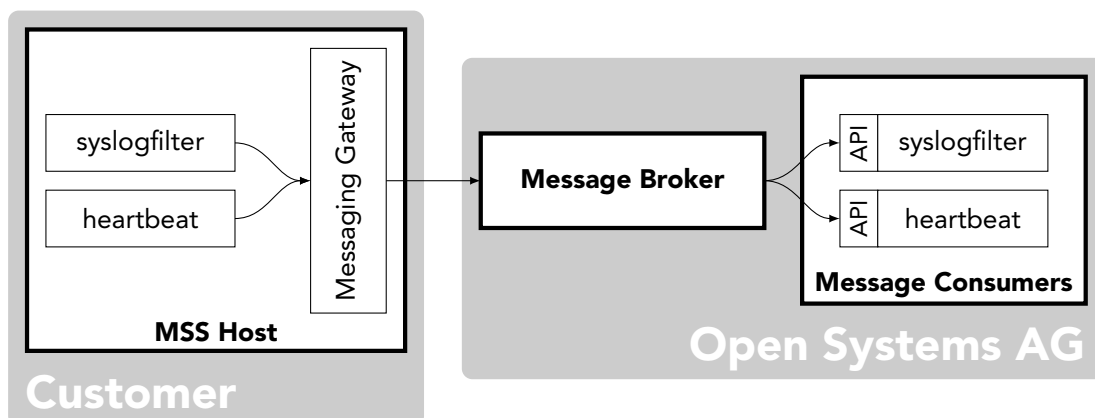 syslogfilter
heartbeat
Messaging Gateway
MSS Host
Customer
Message Broker
API
syslogfilter
API
heartbeat
Message Consumers
Open Systems AG